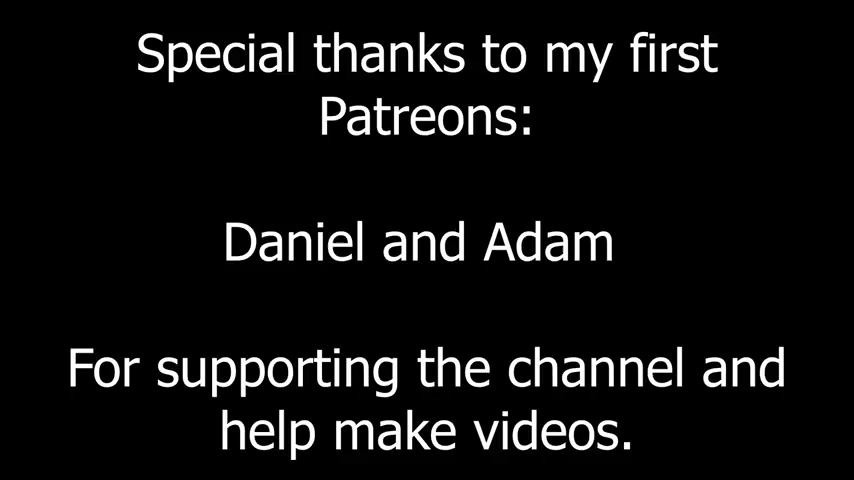 Special thanks to my first
Patreons:
Daniel and Adam
For supporting the channel and
help make videos.